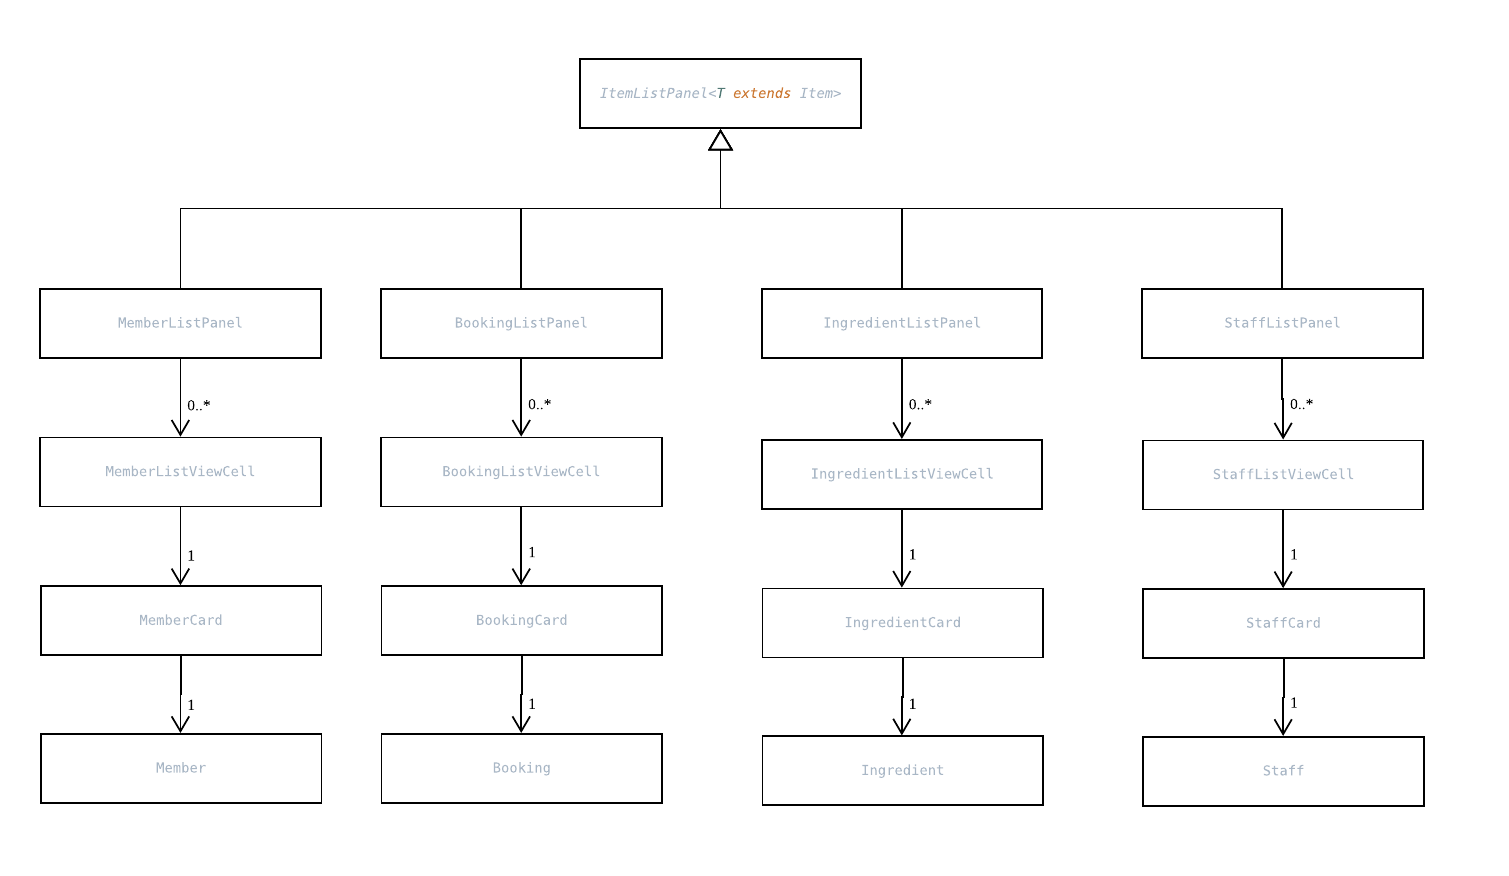 ItemListPanel<T extends Item>
MemberListPanel
BookingListPanel
IngredientListPanel
StaffListPanel
0..*
0..*
0..*
0..*
MemberListViewCell
BookingListViewCell
IngredientListViewCell
StaffListViewCell
1
1
1
1
MemberCard
BookingCard
IngredientCard
StaffCard
1
1
1
1
Member
Booking
Ingredient
Staff